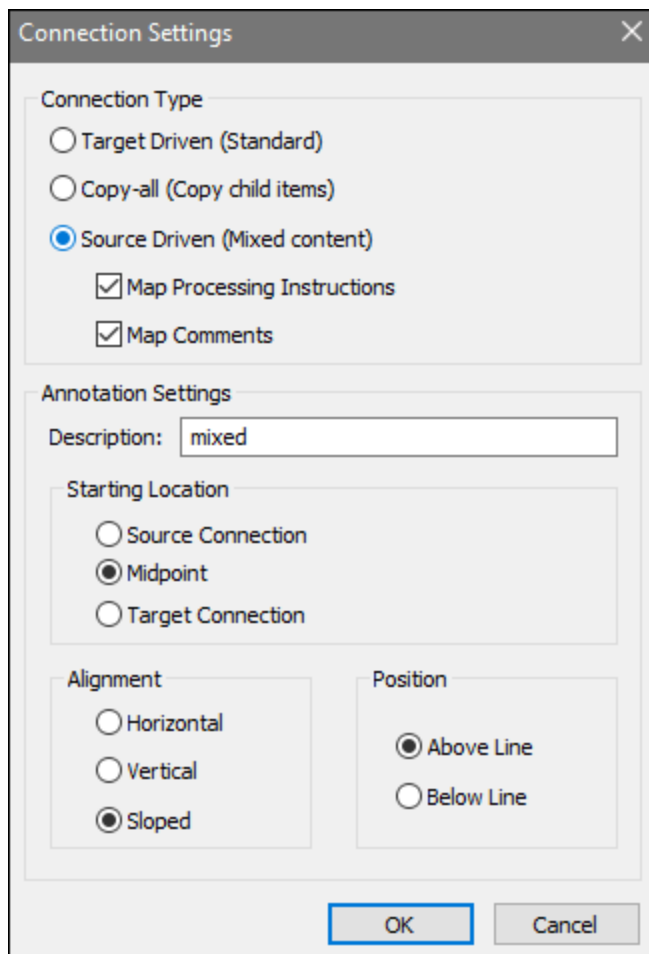 Connection Settings
Connection Type
Target Driven (Standard)
Copy-all (Copy child items)
Source Driven (Mixed content)
Map Processing Instructions
Map Comments
Annotation Settings
Description: mixed
Starting Location
Source Connection
Midpoint
Target Connection
Alignment
Horizontal
Vertical
Sloped
Position
Above Line
Below Line
OK Cancel